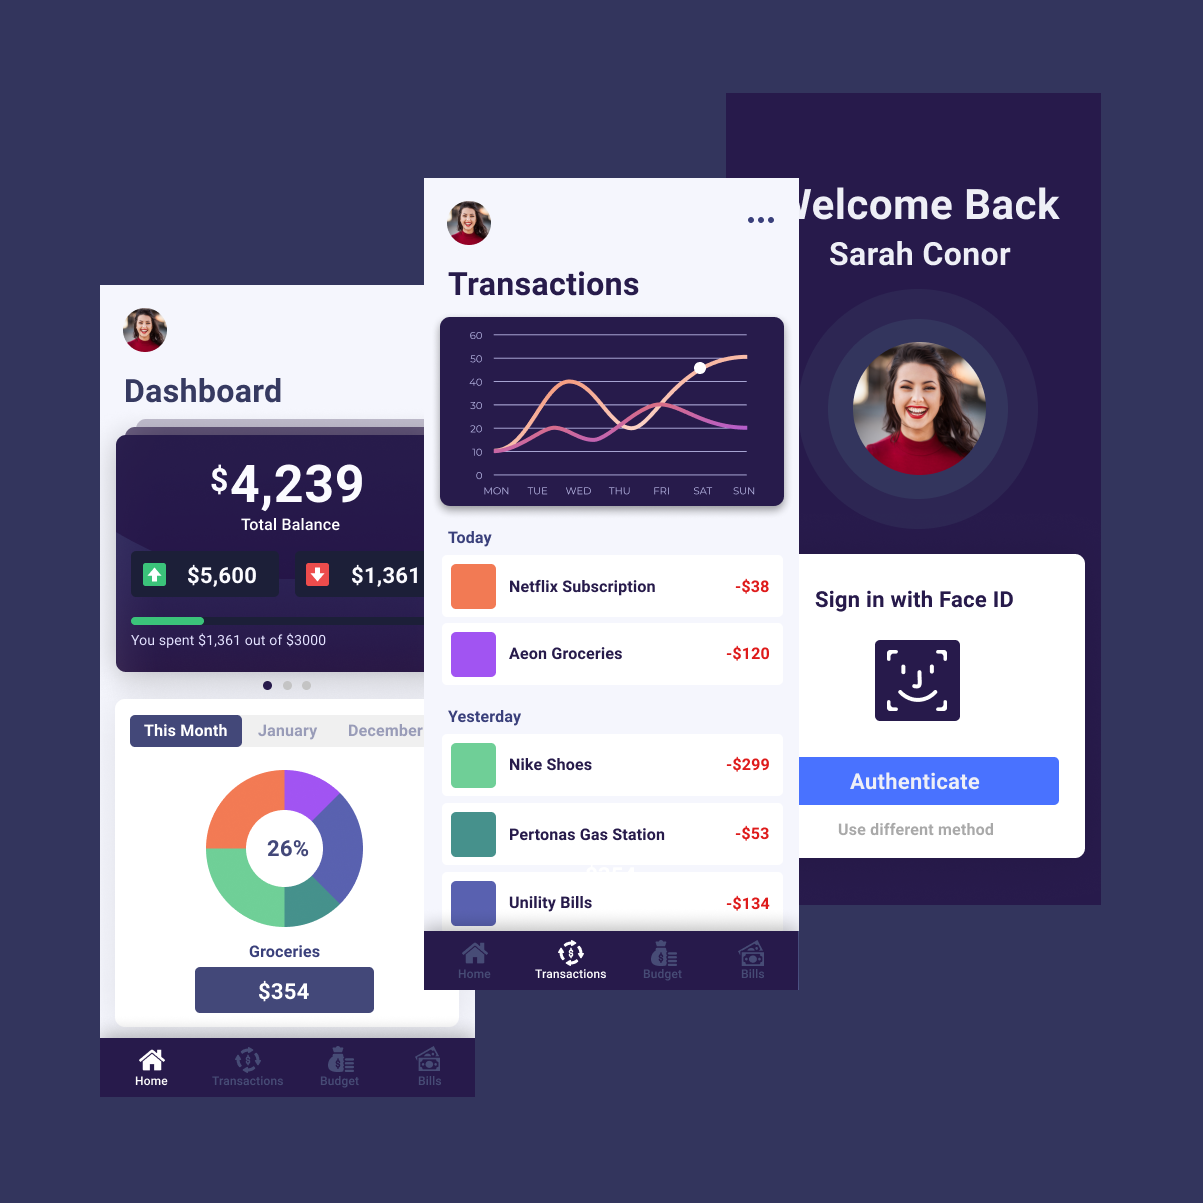 Welcome Back
Sarah Conor
Sign in with Face ID
Authenticate
Use different method
Transactions
60
50
40
30
20
10
0
MON TUE WED THU FRI SAT SUN
Today
Netflix Subscription -$38
Aeon Groceries -$120
Yesterday
Nike Shoes -$299
Pertonas Gas Station -$53
Unility Bills -$134
Home Transactions Budget Bills
Dashboard
$4,239
Total Balance
$5,600 $1,361
You spent $1,361 out of $3000
This Month January December
26%
Groceries
$354
Home Transactions Budget Bills